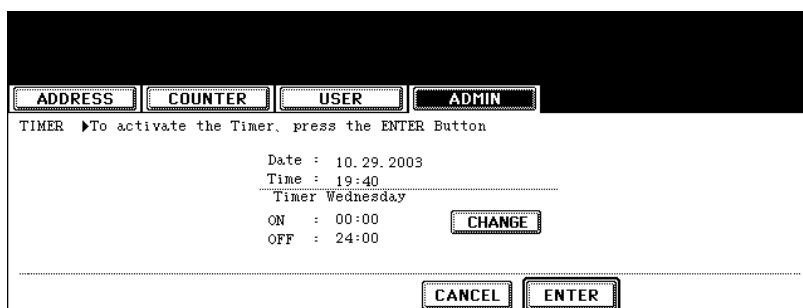 ADDRESS COUNTER USER ADMIN
TIMER ▶To activate the Timer, press the ENTER Button
Date : 10.29.2003
Time : 19:40
Timer Wednesday
ON : 00:00 CHANGE
OFF : 24:00
CANCEL ENTER